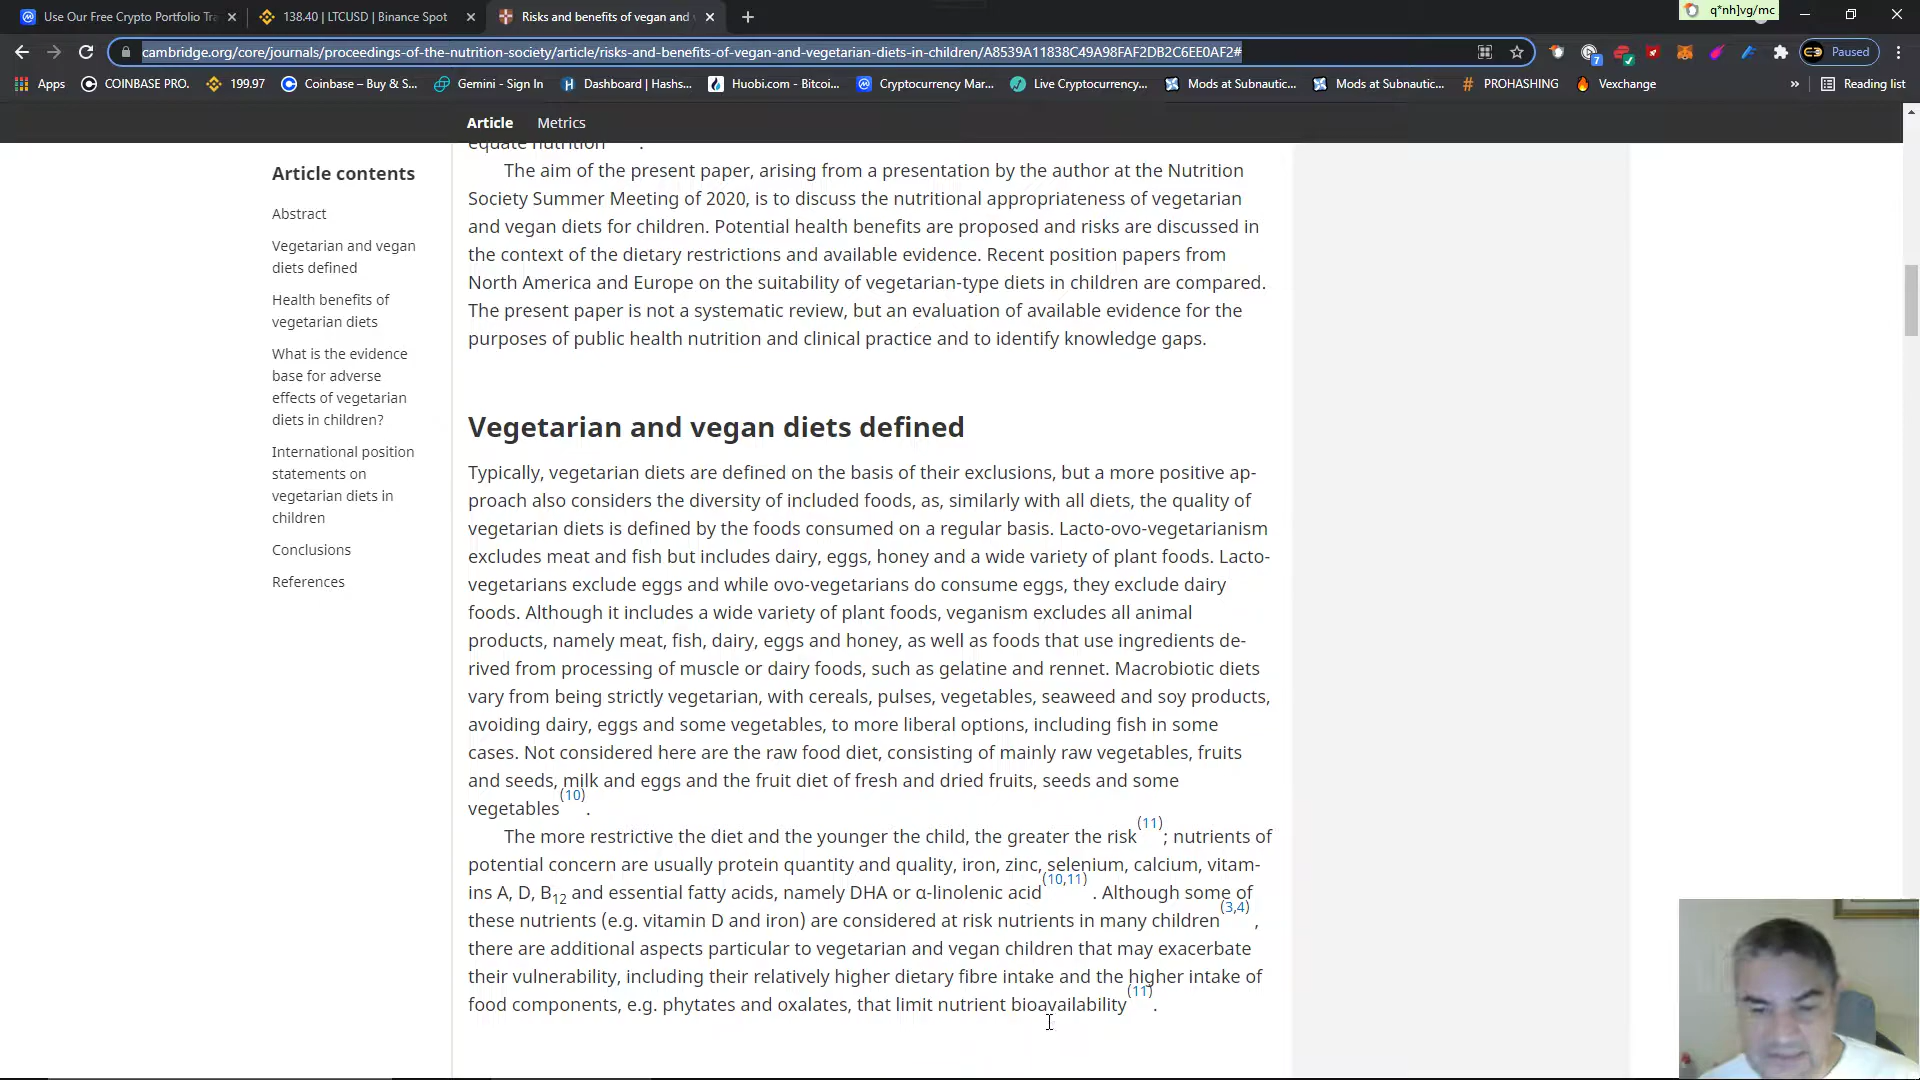 Use Our Free Crypto Portfolio Tra
138.40 | LTCUSD | Binance Spot
Risks and benefits of vegan and
q*nh]vg/mc
cambridge.org/core/journals/proceedings-of-the-nutrition-society/article/risks-and-benefits-of-vegan-and-vegetarian-diets-in-children/A8539A11838C49A98FAF2DB2C6EE0AF2#
7
Paused
Apps
COINBASE PRO.
199.97
Coinbase – Buy & S...
Gemini - Sign In
Dashboard | Hashs...
Huobi.com - Bitcoi...
Cryptocurrency Mar...
Live Cryptocurrency...
Mods at Subnautic...
Mods at Subnautic...
PROHASHING
Vexchange
»
Reading list
Article
Metrics
Article contents
Abstract
Vegetarian and vegan
diets defined
Health benefits of
vegetarian diets
What is the evidence
base for adverse
effects of vegetarian
diets in children?
International position
statements on
vegetarian diets in
children
Conclusions
References
equate nutrition .
The aim of the present paper, arising from a presentation by the author at the Nutrition
Society Summer Meeting of 2020, is to discuss the nutritional appropriateness of vegetarian
and vegan diets for children. Potential health benefits are proposed and risks are discussed in
the context of the dietary restrictions and available evidence. Recent position papers from
North America and Europe on the suitability of vegetarian-type diets in children are compared.
The present paper is not a systematic review, but an evaluation of available evidence for the
purposes of public health nutrition and clinical practice and to identify knowledge gaps.
Vegetarian and vegan diets defined
Typically, vegetarian diets are defined on the basis of their exclusions, but a more positive ap-
proach also considers the diversity of included foods, as, similarly with all diets, the quality of
vegetarian diets is defined by the foods consumed on a regular basis. Lacto-ovo-vegetarianism
excludes meat and fish but includes dairy, eggs, honey and a wide variety of plant foods. Lacto-
vegetarians exclude eggs and while ovo-vegetarians do consume eggs, they exclude dairy
foods. Although it includes a wide variety of plant foods, veganism excludes all animal
products, namely meat, fish, dairy, eggs and honey, as well as foods that use ingredients de-
rived from processing of muscle or dairy foods, such as gelatine and rennet. Macrobiotic diets
vary from being strictly vegetarian, with cereals, pulses, vegetables, seaweed and soy products,
avoiding dairy, eggs and some vegetables, to more liberal options, including fish in some
cases. Not considered here are the raw food diet, consisting of mainly raw vegetables, fruits
and seeds, milk and eggs and the fruit diet of fresh and dried fruits, seeds and some
vegetables(10).
The more restrictive the diet and the younger the child, the greater the risk(11); nutrients of
potential concern are usually protein quantity and quality, iron, zinc, selenium, calcium, vitam-
ins A, D, B12 and essential fatty acids, namely DHA or α-linolenic acid(10,11) . Although some of
these nutrients (e.g. vitamin D and iron) are considered at risk nutrients in many children(3,4),
there are additional aspects particular to vegetarian and vegan children that may exacerbate
their vulnerability, including their relatively higher dietary fibre intake and the higher intake of
food components, e.g. phytates and oxalates, that limit nutrient bioavailability(11).